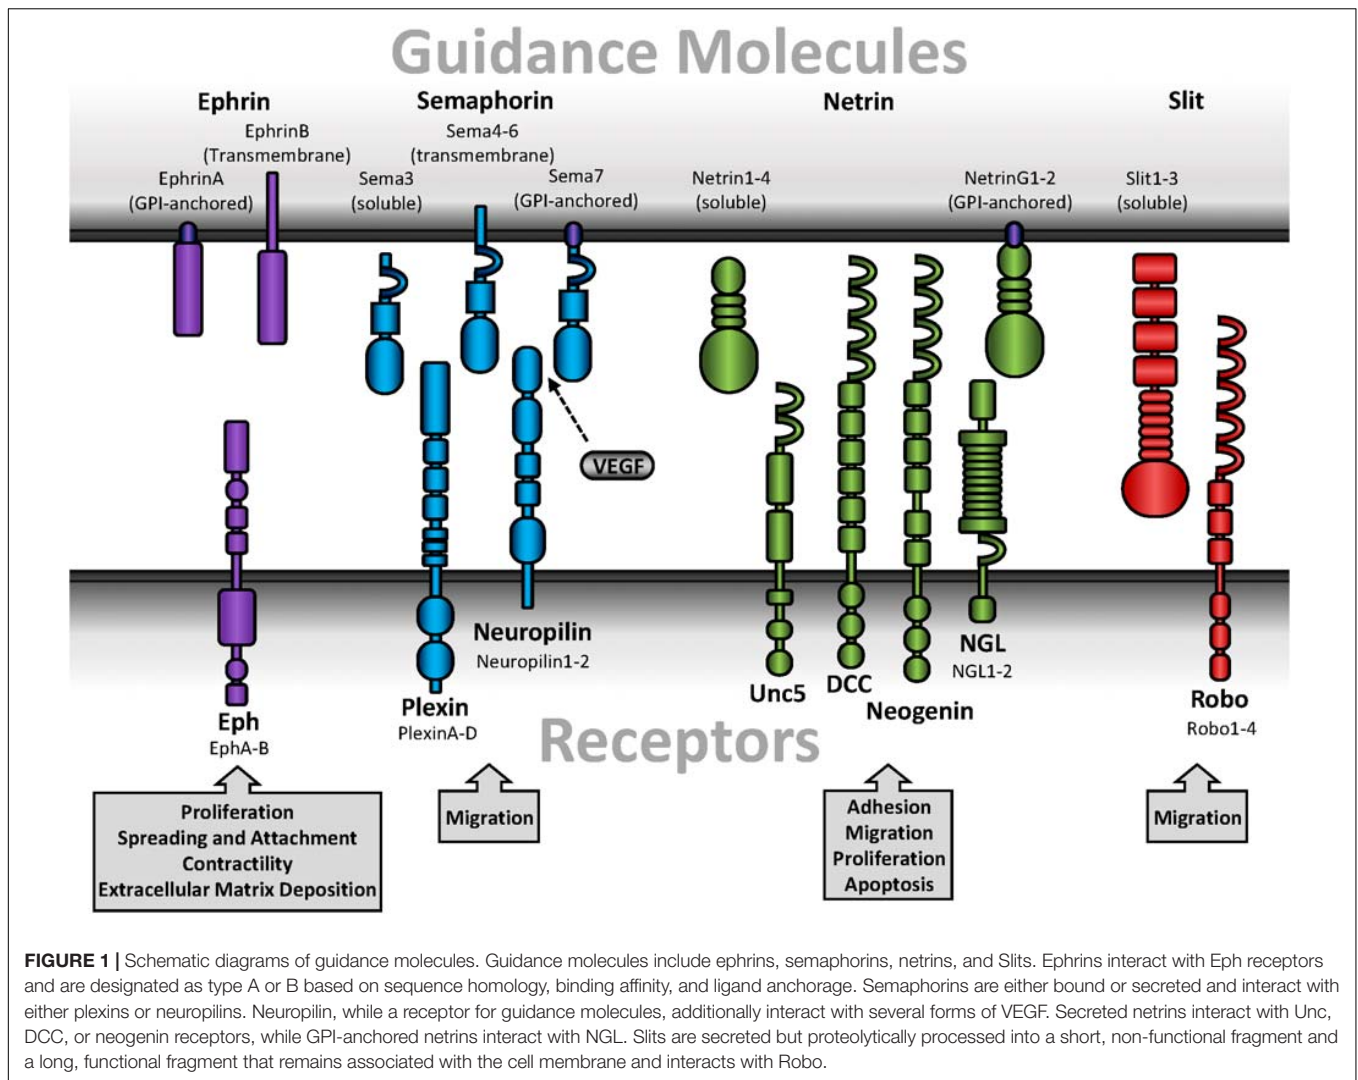 Guidance Molecules
Ephrin
Semaphorin
Netrin
Slit
EphrinB
(Transmembrane)
Sema4-6
(transmembrane)
EphrinA
(GPI-anchored)
Sema3
(soluble)
Sema7
(GPI-anchored)
Netrin1-4
(soluble)
NetrinG1-2
(GPI-anchored)
Slit1-3
(soluble)
VEGF
Eph
EphA-B
Plexin
PlexinA-D
Neuropilin
Neuropilin1-2
Unc5
DCC
Neogenin
NGL
NGL1-2
Robo
Robo1-4
Receptors
Proliferation
Spreading and Attachment
Contractility
Extracellular Matrix Deposition
Migration
Adhesion
Migration
Proliferation
Apoptosis
Migration
FIGURE 1 | Schematic diagrams of guidance molecules. Guidance molecules include ephrins, semaphorins, netrins, and Slits. Ephrins interact with Eph receptors
and are designated as type A or B based on sequence homology, binding affinity, and ligand anchorage. Semaphorins are either bound or secreted and interact with
either plexins or neuropilins. Neuropilin, while a receptor for guidance molecules, additionally interact with several forms of VEGF. Secreted netrins interact with Unc,
DCC, or neogenin receptors, while GPI-anchored netrins interact with NGL. Slits are secreted but proteolytically processed into a short, non-functional fragment and
a long, functional fragment that remains associated with the cell membrane and interacts with Robo.